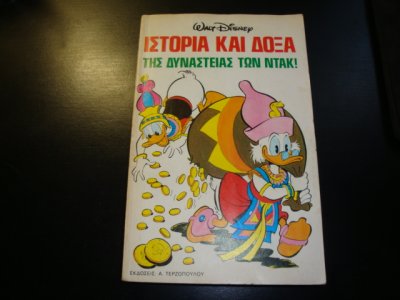 WALT DISNEY
ΙΣΤΟΡΙΑ ΚΑΙ ΔΟΞΑ
ΤΗΣ ΔΥΝΑΣΤΕΙΑΣ ΤΩΝ ΝΤΑΚ!
ΕΚΔΟΣΕΙΣ: Α. ΤΕΡΖΟΠΟΥΛΟΥ